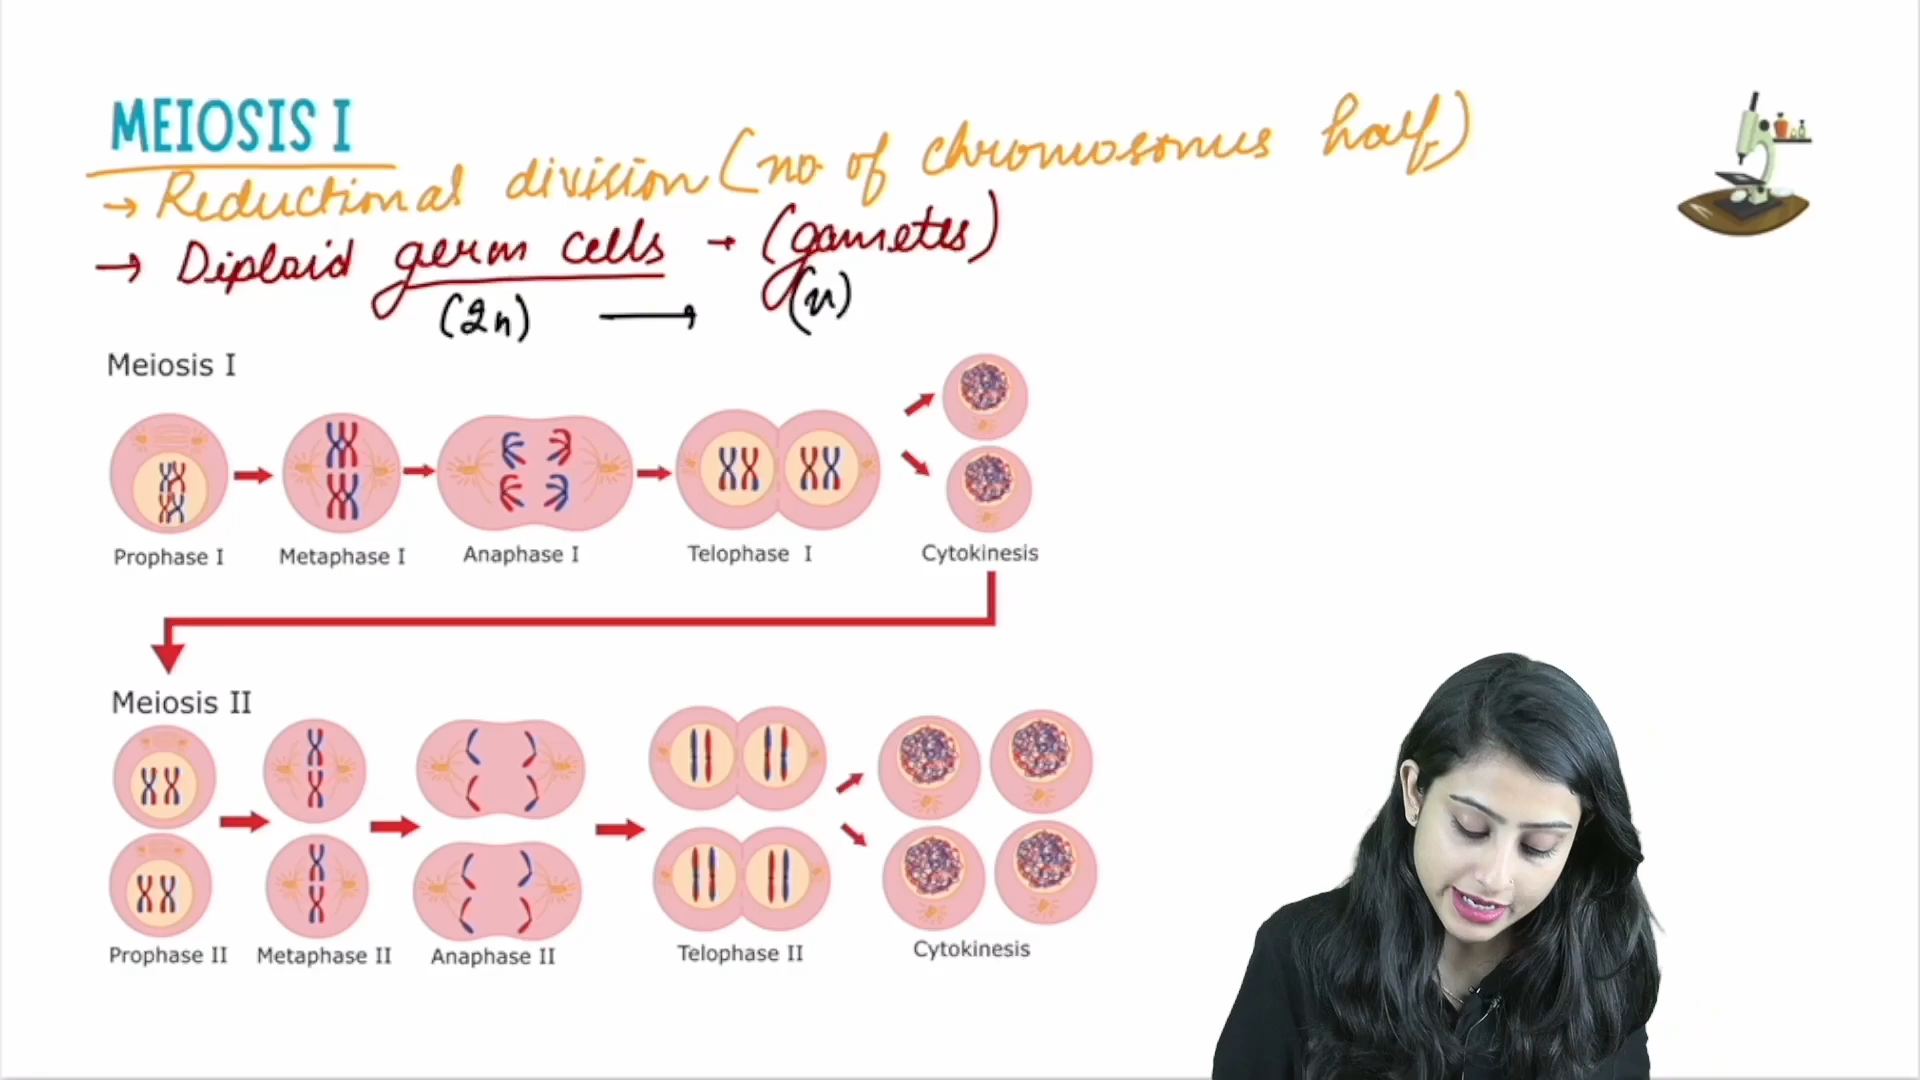 MEIOSIS I
→ Reductional division (no. of chromosomes half)
→ Diploid germ cells → (gametes)
(2n) → (n)
Meiosis I
Prophase I Metaphase I Anaphase I Telophase I Cytokinesis
Meiosis II
Prophase II Metaphase II Anaphase II Telophase II Cytokinesis